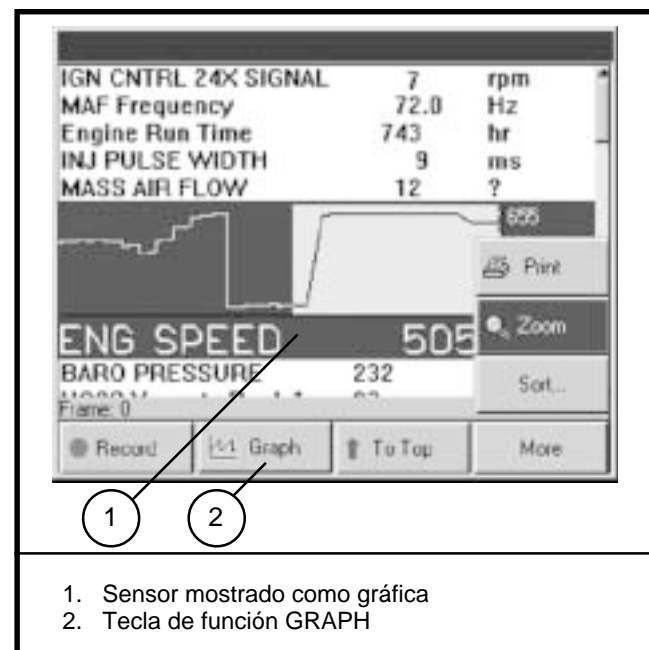 IGN CNTRL 24X SIGNAL 7 rpm
MAF Frequency 72.0 Hz
Engine Run Time 743 hr
INJ PULSE WIDTH 9 ms
MASS AIR FLOW 12 ?
695
Print
ENG SPEED 505
Zoom
BARO PRESSURE 232
Sort...
Frame: 0
Record
Graph
To Top
More
1
2
1. Sensor mostrado como gráfica
2. Tecla de función GRAPH